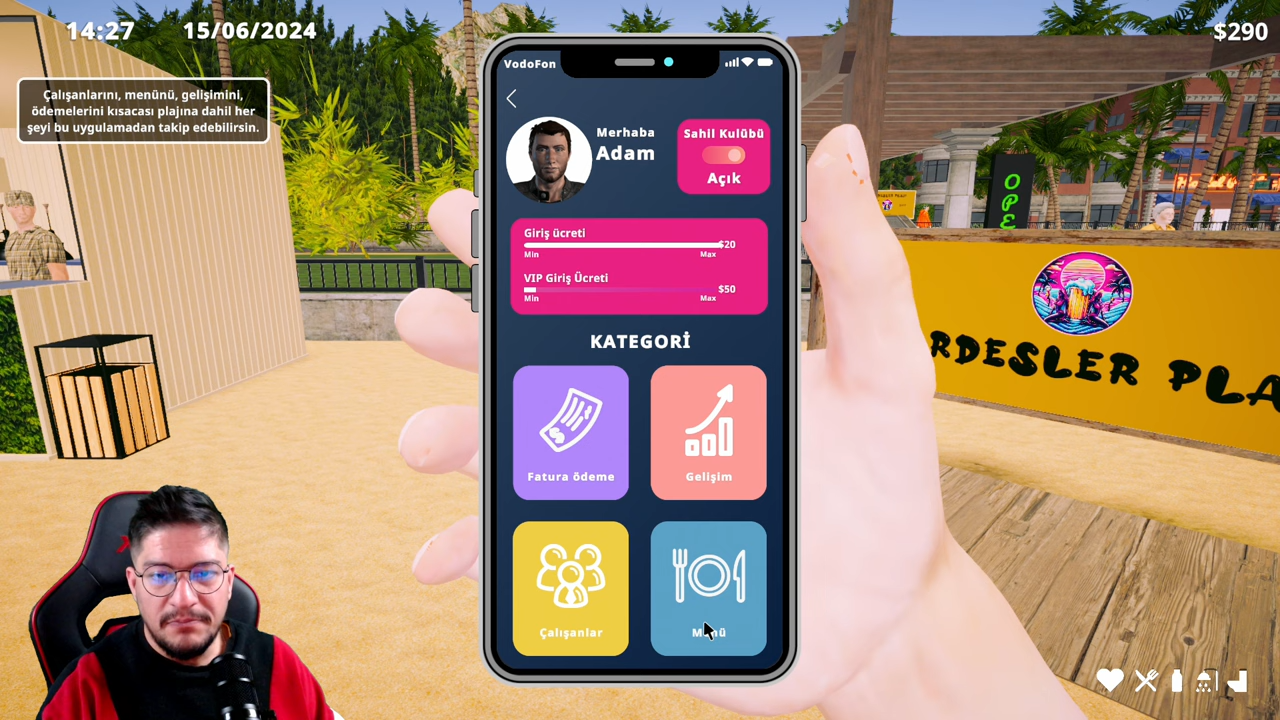 14:27
15/06/2024
$290
Çalışanlarını, menünü, gelişimini,
ödemelerini kısacası plajına dahil her
şeyi bu uygulamadan takip edebilirsin.
VodoFon
Merhaba
Adam
Sahil Kulübü
Açık
Giriş ücreti
$20
Min
Max
VIP Giriş Ücreti
$50
Min
Max
KATEGORİ
Fatura ödeme
Gelişim
Çalışanlar
OPE
RDESLER PLA